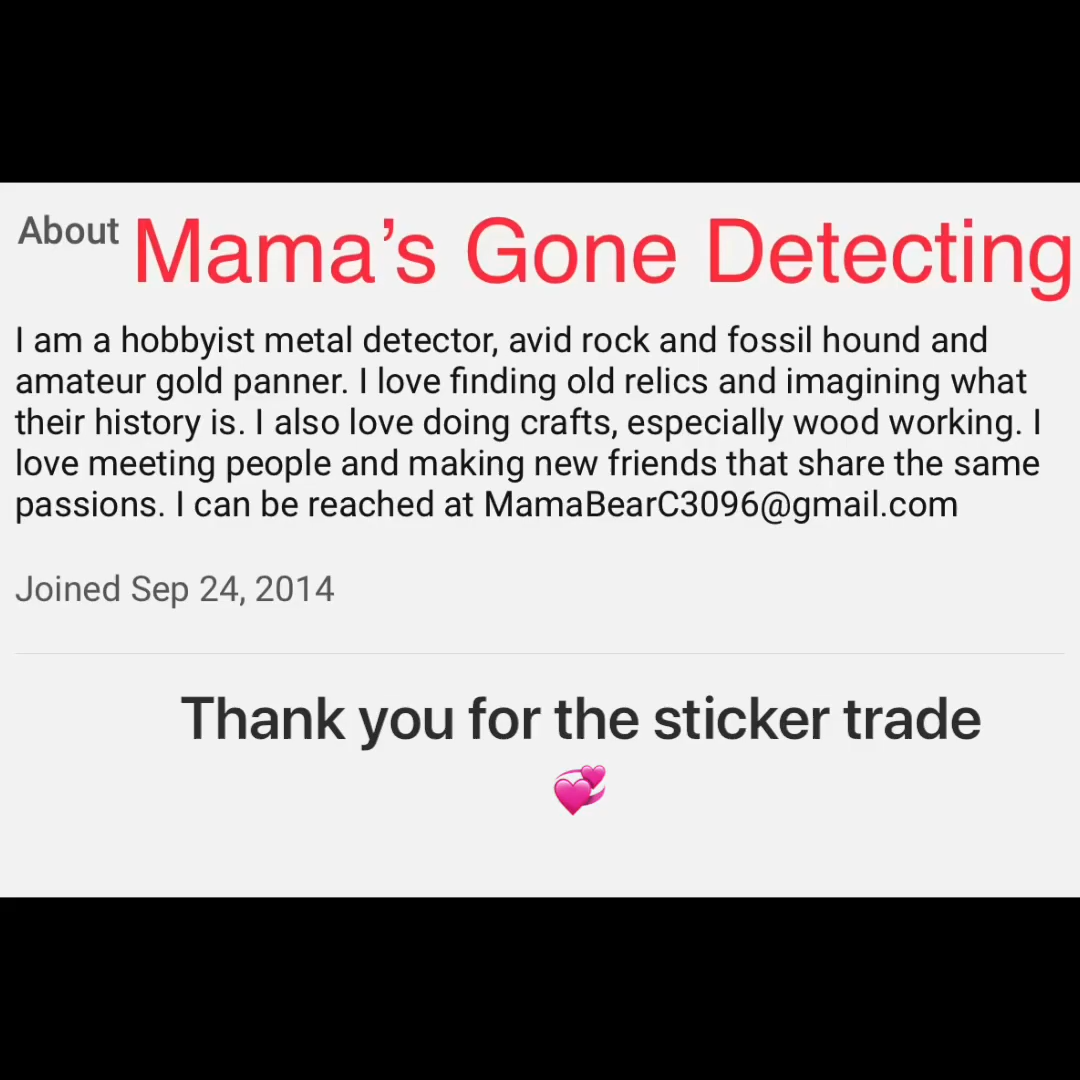 About Mama’s Gone Detecting
I am a hobbyist metal detector, avid rock and fossil hound and
amateur gold panner. I love finding old relics and imagining what
their history is. I also love doing crafts, especially wood working. I
love meeting people and making new friends that share the same
passions. I can be reached at MamaBearC3096@gmail.com
Joined Sep 24, 2014
Thank you for the sticker trade
💞